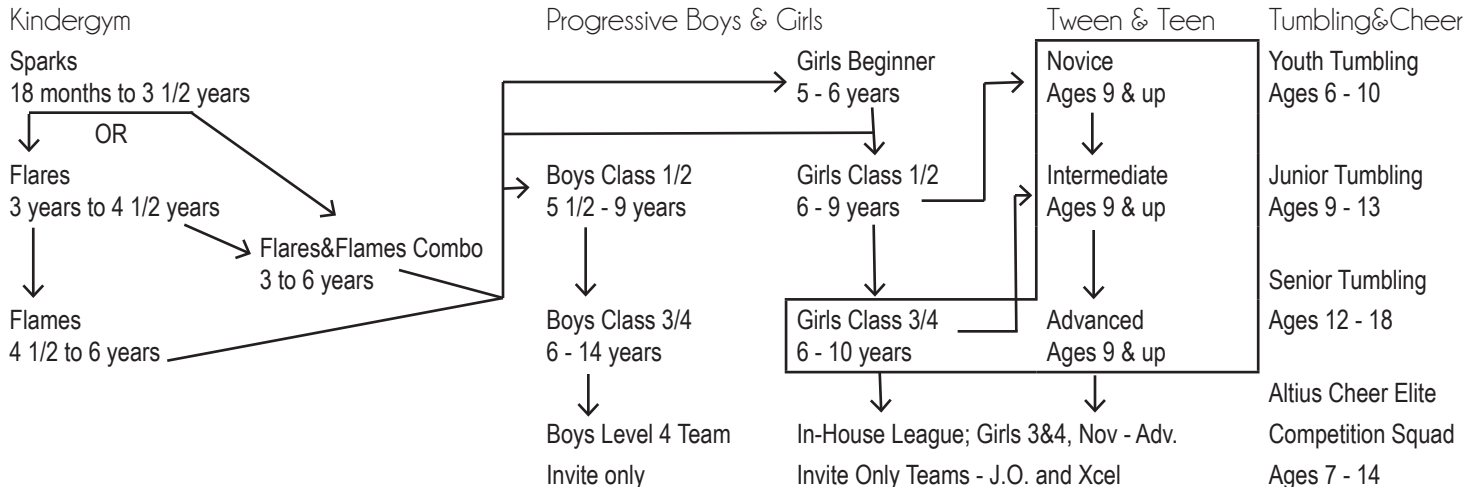 Kindergym
Sparks
18 months to 3 1/2 years
OR
Flares
3 years to 4 1/2 years
Flares&Flames Combo
3 to 6 years
Flames
4 1/2 to 6 years
Progressive Boys & Girls
Boys Class 1/2
5 1/2 - 9 years
Boys Class 3/4
6 - 14 years
Boys Level 4 Team
Invite only
Girls Beginner
5 - 6 years
Girls Class 1/2
6 - 9 years
Girls Class 3/4
6 - 10 years
Tween & Teen
Novice
Ages 9 & up
Intermediate
Ages 9 & up
Advanced
Ages 9 & up
In-House League; Girls 3&4, Nov - Adv.
Invite Only Teams - J.O. and Xcel
Tumbling&Cheer
Youth Tumbling
Ages 6 - 10
Junior Tumbling
Ages 9 - 13
Senior Tumbling
Ages 12 - 18
Altius Cheer Elite
Competition Squad
Ages 7 - 14